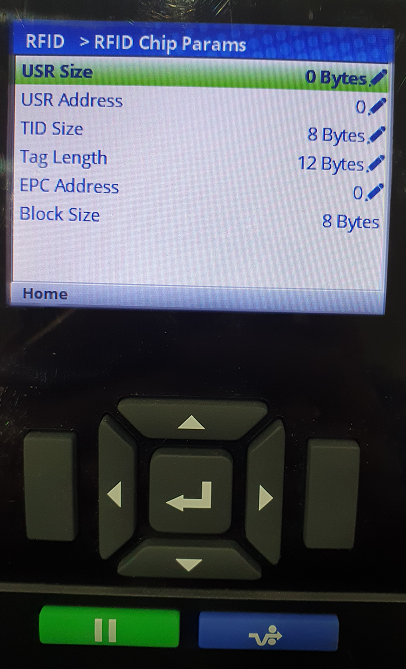 RFID > RFID Chip Params
USR Size 0 Bytes
USR Address 0
TID Size 8 Bytes
Tag Length 12 Bytes
EPC Address 0
Block Size 8 Bytes
Home